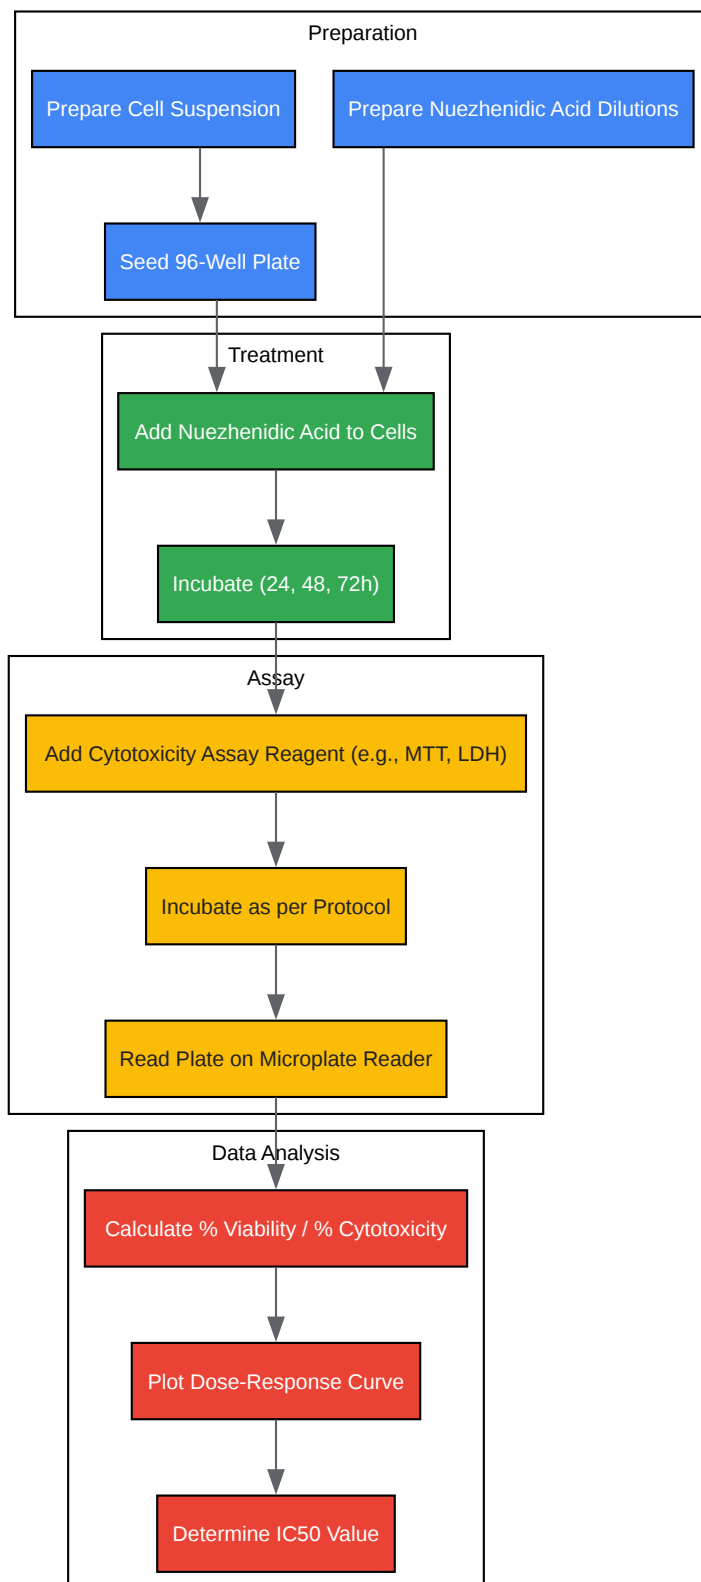 Preparation
Prepare Cell Suspension
Prepare Nuezhenidic Acid Dilutions
Seed 96-Well Plate
Treatment
Add Nuezhenidic Acid to Cells
Incubate (24, 48, 72h)
Assay
Add Cytotoxicity Assay Reagent (e.g., MTT, LDH)
Incubate as per Protocol
Read Plate on Microplate Reader
Data Analysis
Calculate % Viability / % Cytotoxicity
Plot Dose-Response Curve
Determine IC50 Value